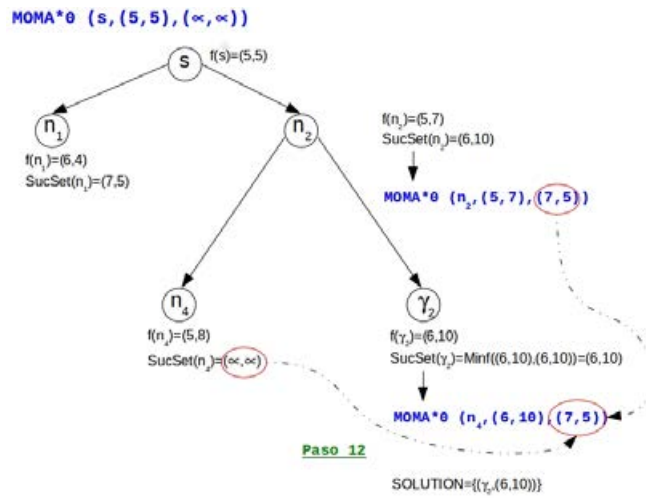 MOMA*0 (s,(5,5),(∝,∝))
s
f(s)=(5,5)
n₁
n₂
f(n₁)=(6,4)
SucSet(n₁)=(7,5)
f(n₂)=(5,7)
SucSet(n₂)=(6,10)
MOMA*0 (n₂,(5,7),(7,5))
n₄
γ₂
f(n₄)=(5,8)
SucSet(n₄)=(∝,∝)
f(γ₂)=(6,10)
SucSet(γ₂)=Minf((6,10),(6,10))=(6,10)
MOMA*0 (n₄,(6,10),(7,5))
Paso 12
SOLUTION={(γ₂,(6,10))}